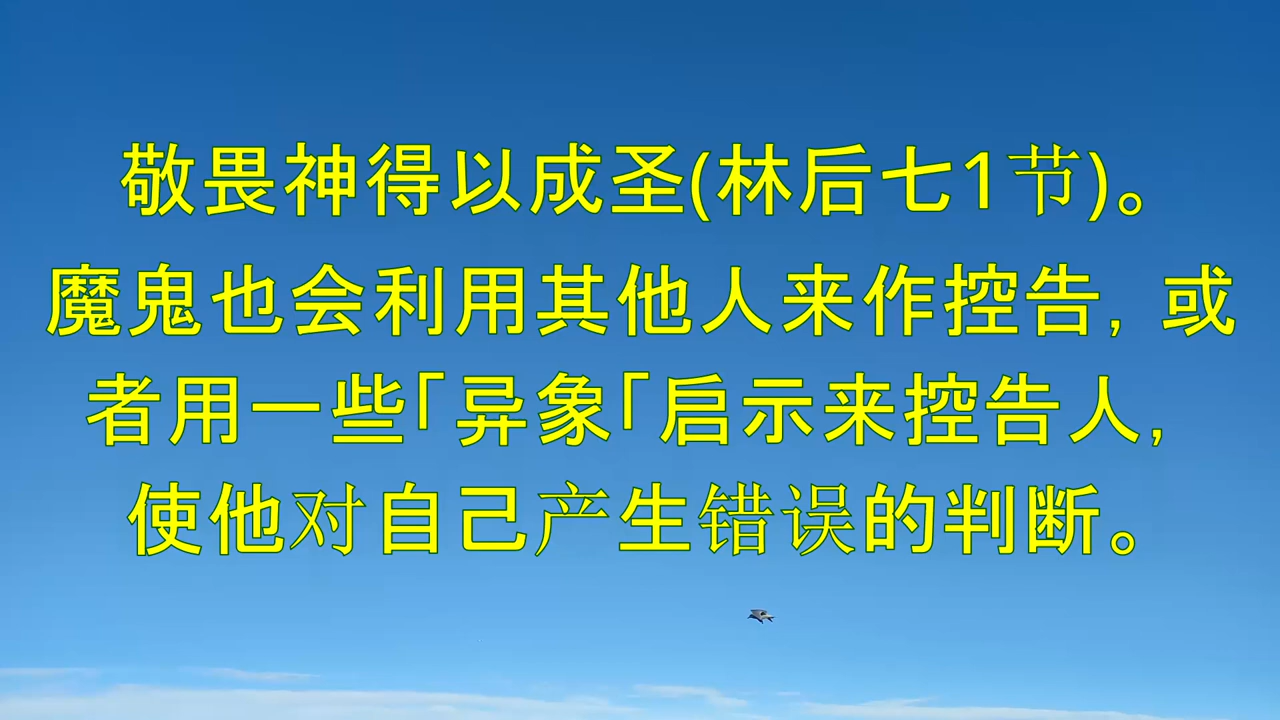 敬畏神得以成圣(林后七1节)。
魔鬼也会利用其他人来作控告，或
者用一些「异象「启示来控告人，
使他对自己产生错误的判断。